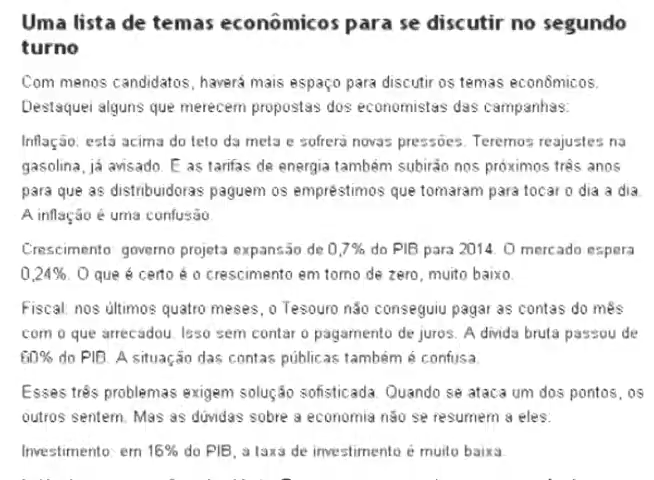 Uma lista de temas econômicos para se discutir no segundo
turno
Com menos candidatos, haverá mais espaço para discutir os temas econômicos.
Destaquei alguns que merecem propostas dos economistas das campanhas:
Inflação: está acima do teto da meta e sofrerá novas pressões. Teremos reajustes na
gasolina, já avisado. E as tarifas de energia também subirão nos próximos três anos
para que as distribuidoras paguem os empréstimos que tomaram para tocar o dia a dia.
A inflação é uma confusão.
Crescimento: governo projeta expansão de 0,7% do PIB para 2014. O mercado espera
0,24%. O que é certo é o crescimento em torno de zero, muito baixo.
Fiscal: nos últimos quatro meses, o Tesouro não conseguiu pagar as contas do mês
com o que arrecadou. Isso sem contar o pagamento de juros. A dívida bruta passou de
60% do PIB. A situação das contas públicas também é confusa.
Esses três problemas exigem solução sofisticada. Quando se ataca um dos pontos, os
outros sentem. Mas as dúvidas sobre a economia não se resumem a eles:
Investimento: em 16% do PIB, a taxa de investimento é muito baixa.